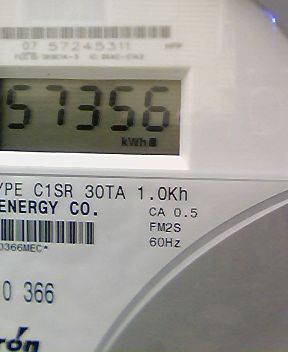 07 57245311
57356
kWh
YPE C1SR 30TA 1.0Kh
ENERGY CO.
CA 0.5
FM2S
60Hz
0366MEC*
0 366
rón